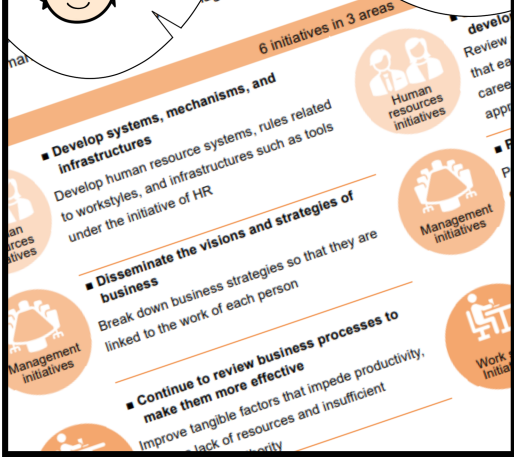 6 initiatives in 3 areas
■ Develop systems, mechanisms, and
infrastructures
Develop human resource systems, rules related
to workstyles, and infrastructures such as tools
under the initiative of HR
■ Disseminate the visions and strategies of
business
Break down business strategies so that they are
linked to the work of each person
Management
initiatives
■ Continue to review business processes to
make them more effective
Improve tangible factors that impede productivity,
lack of resources and insufficient
Human
resources
initiatives
Review
that
Management
initiatives
Work